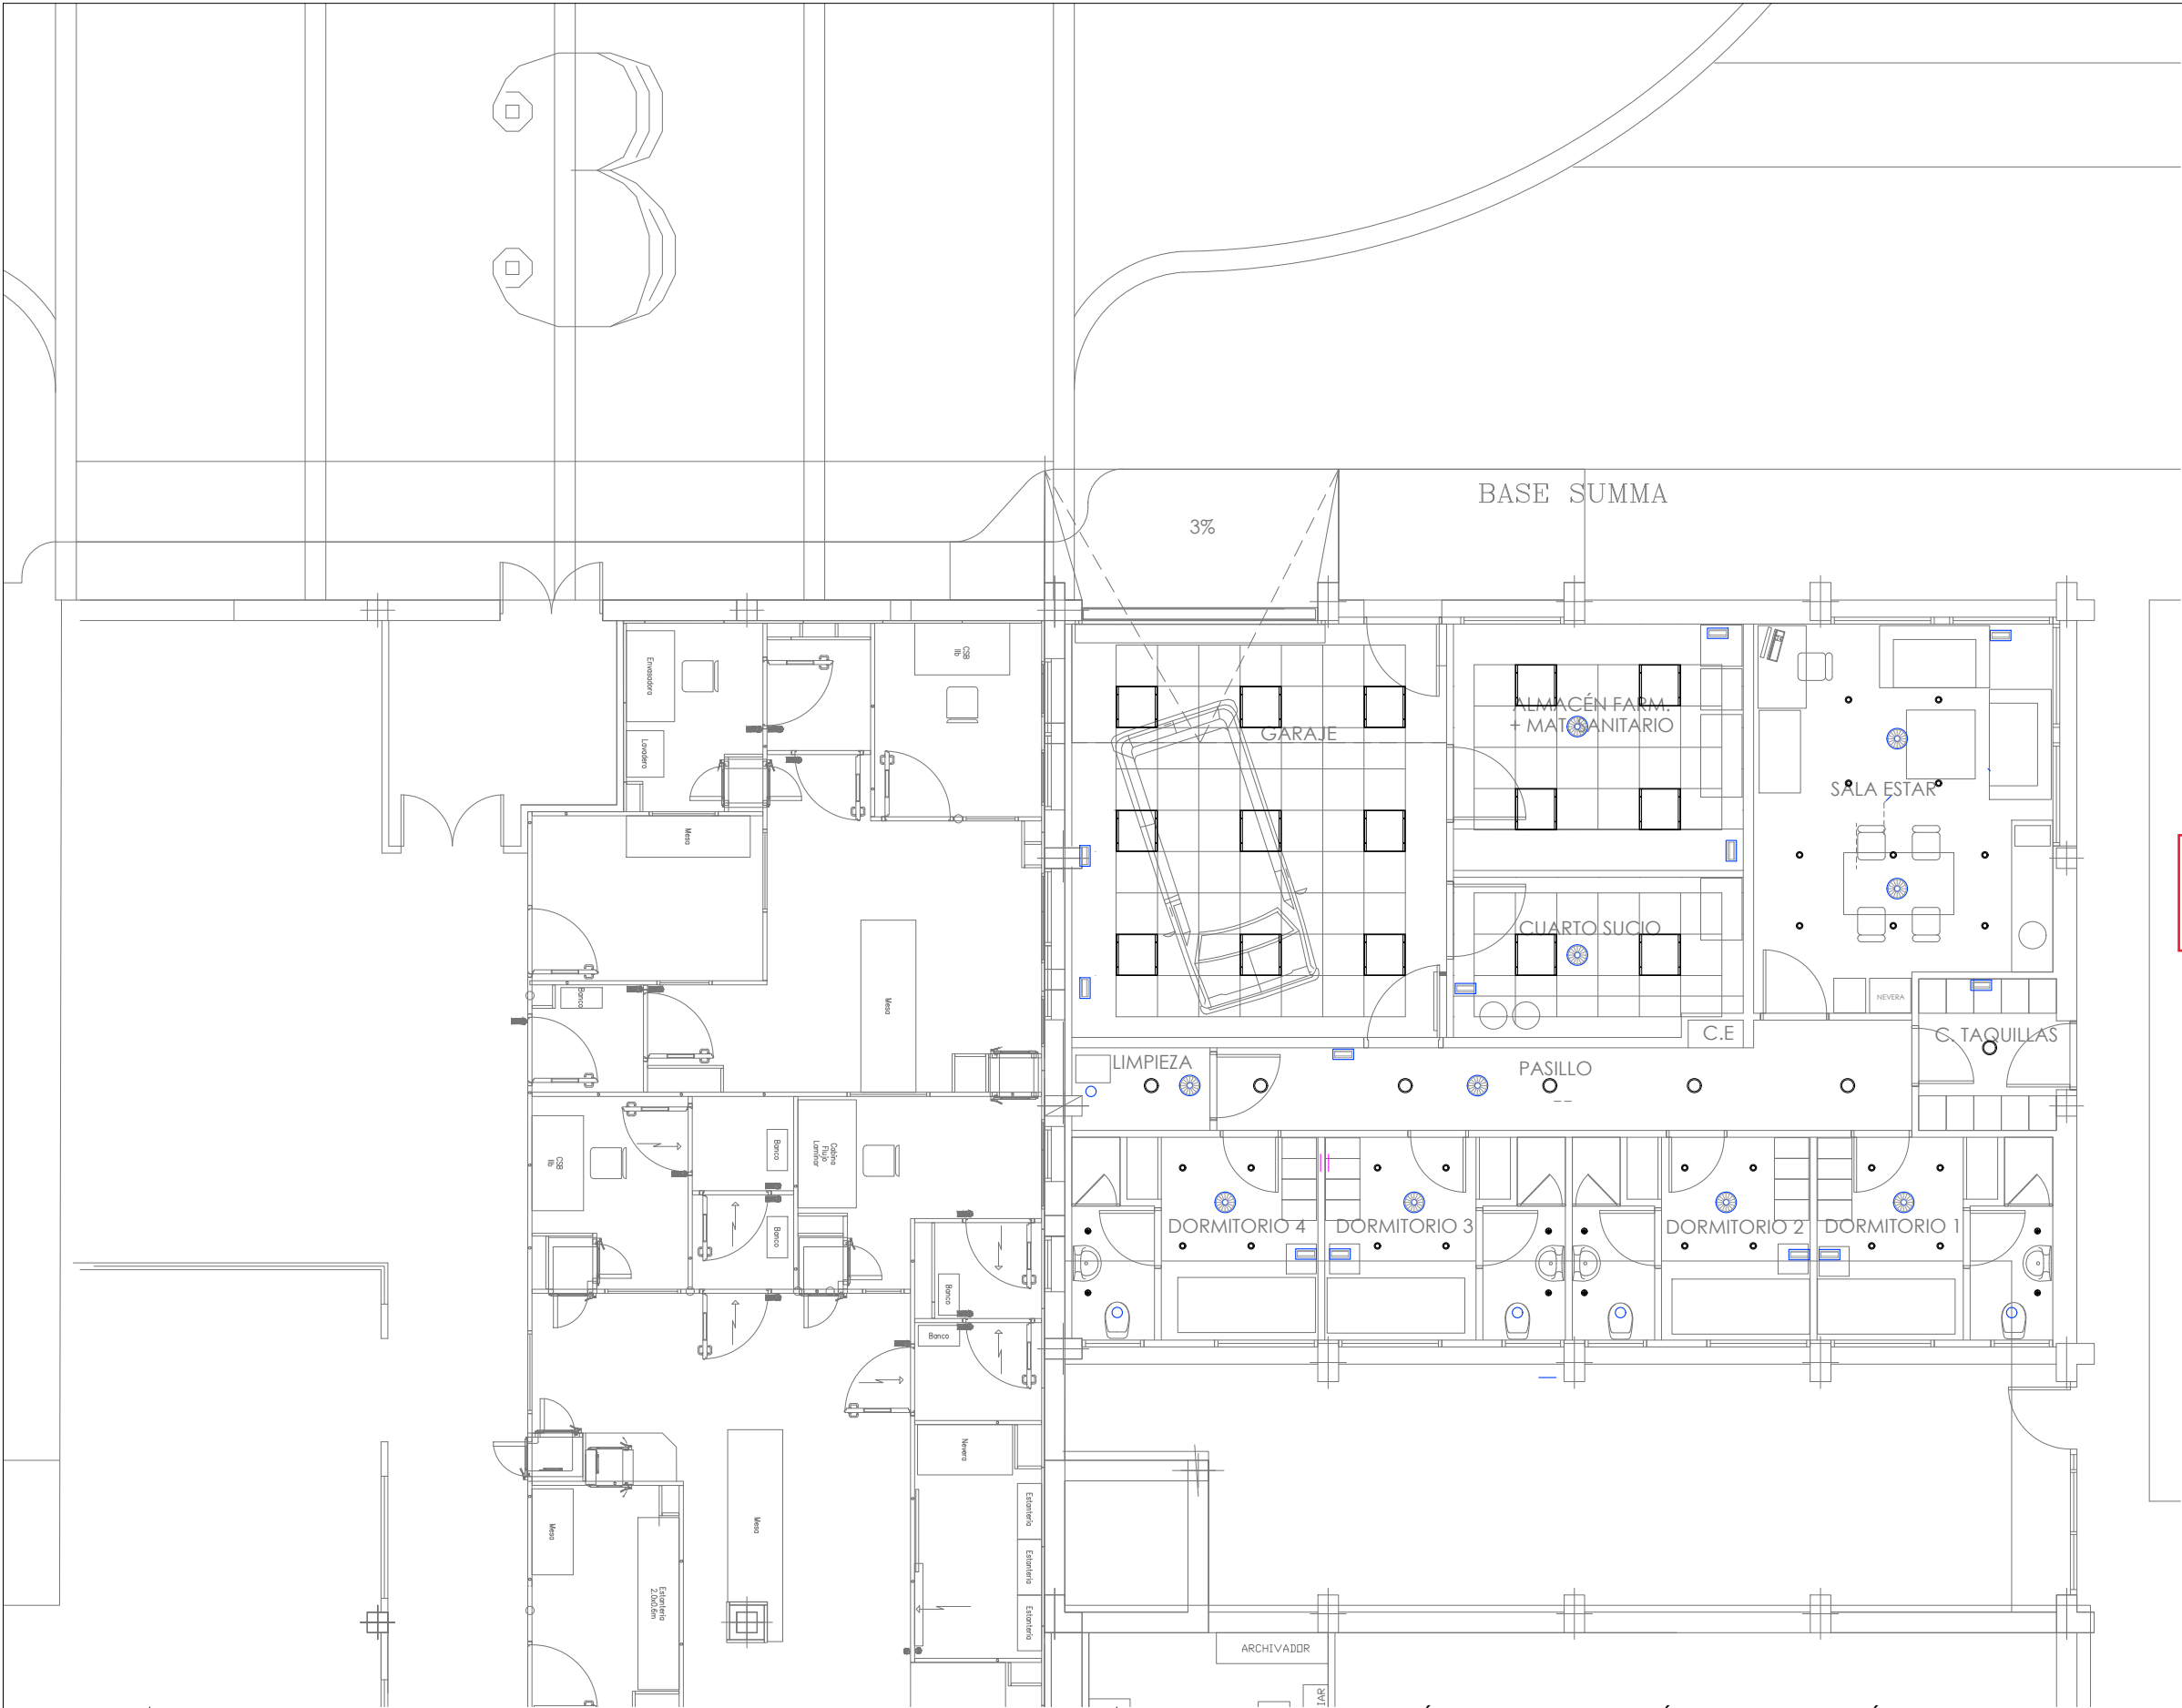 BASE SUMMA
3%
Envasadora
Lavadero
CSB
IIb
GARAJE
ALMACÉN FARM.
+ MAT. SANITARIO
SALA ESTAR
Mesa
CUARTO SUCIO
Banco
Mesa
NEVERA
C.E
C. TAQUILLAS
LIMPIEZA
PASILLO
CSB
IIb
Banco
Cabina
Flujo
Laminar
Banco
DORMITORIO 4
DORMITORIO 3
DORMITORIO 2
DORMITORIO 1
Banco
Banco
Nevera
Mesa
Mesa
Estantería
Estantería
Estantería
Estantería
2.0x0.6m
ARCHIVADOR